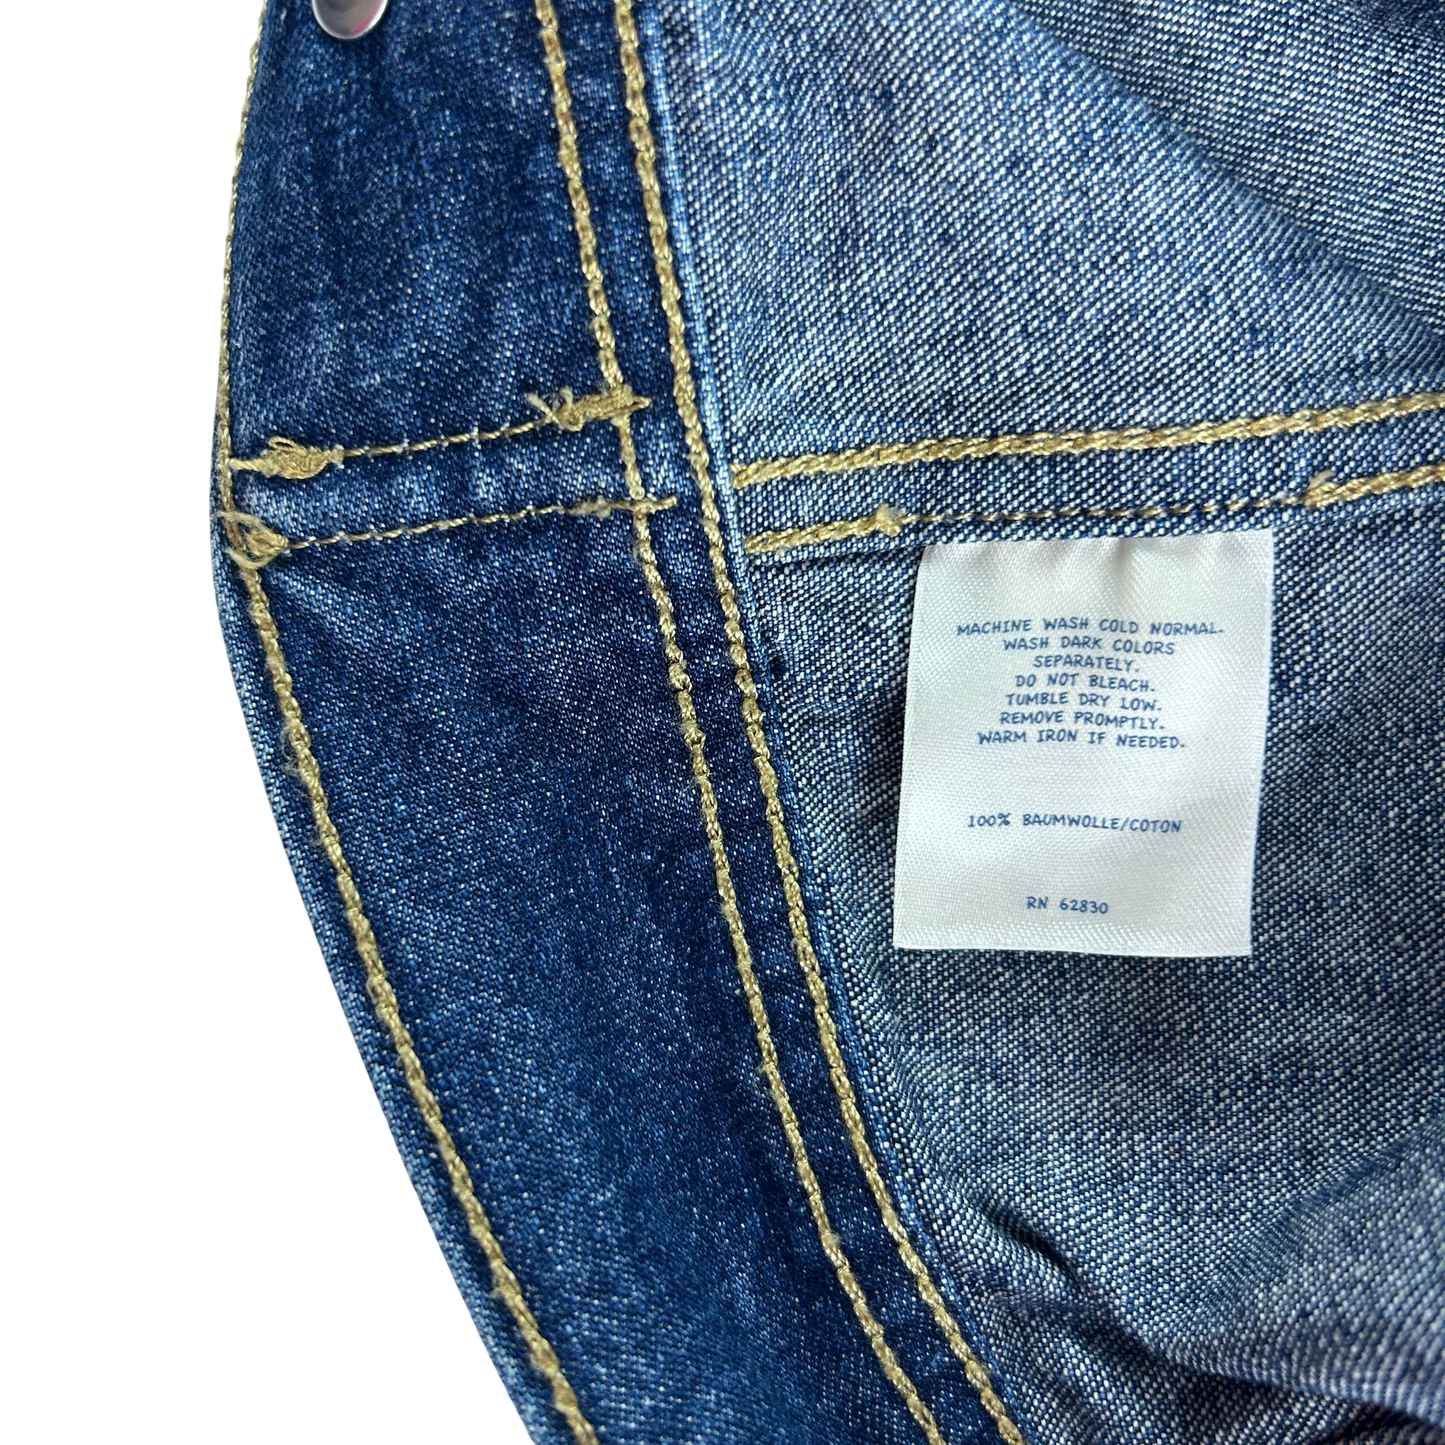 MACHINE WASH COLD NORMAL.
WASH DARK COLORS
SEPARATELY.
DO NOT BLEACH.
TUMBLE DRY LOW.
REMOVE PROMPTLY.
WARM IRON IF NEEDED.
100% BAUMWOLLE/COTON
RN 62830